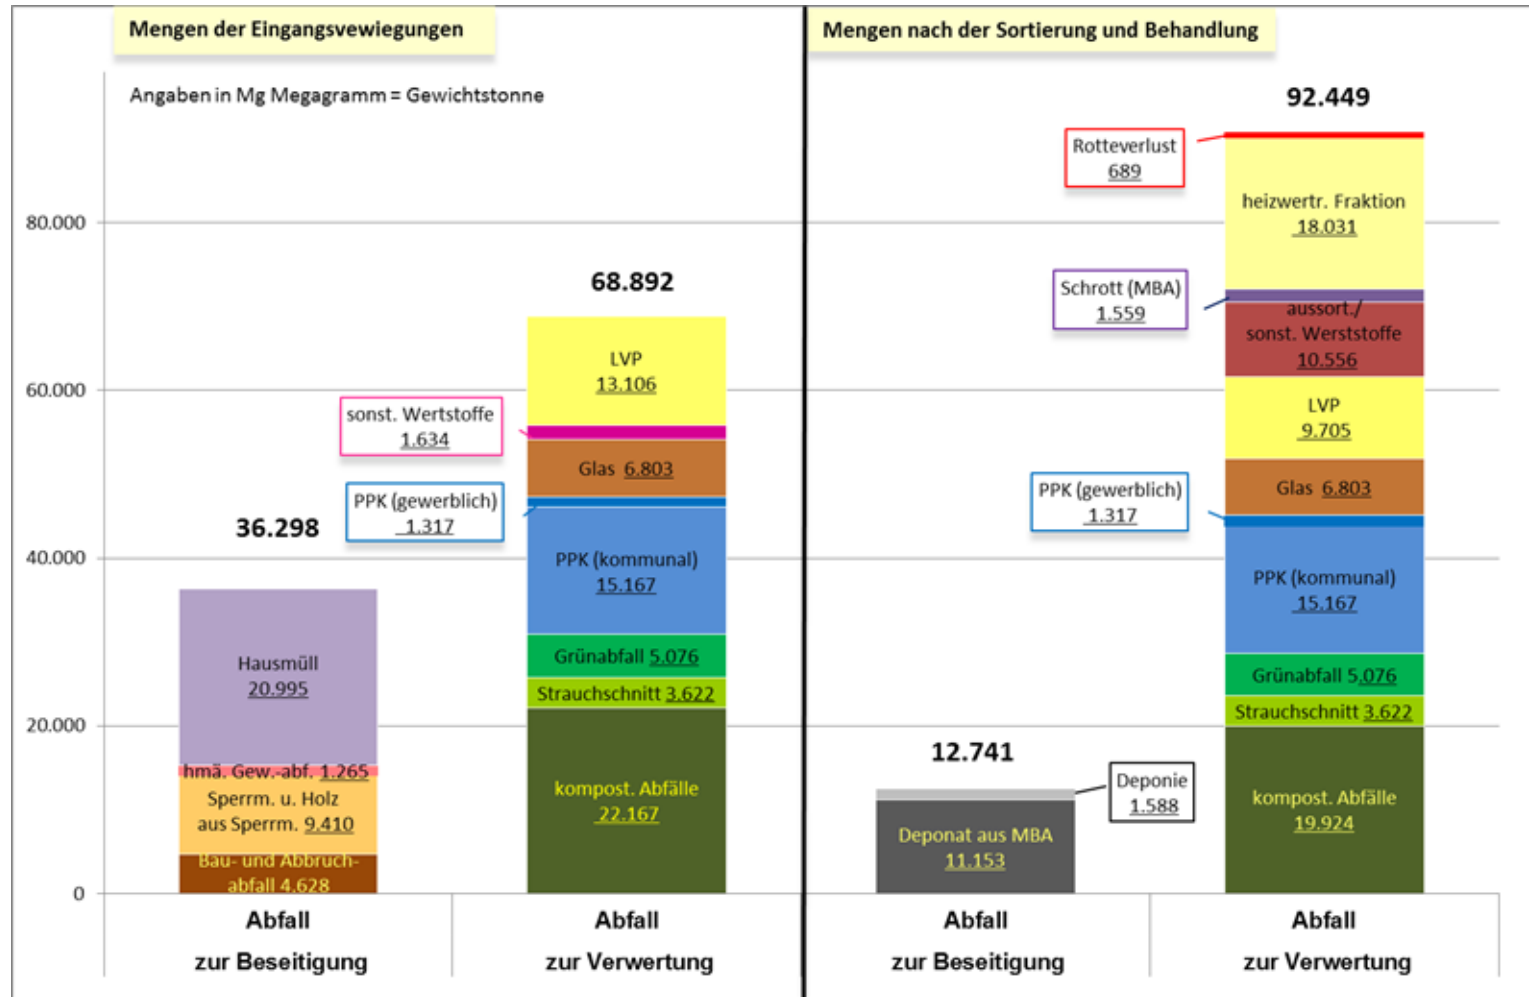 Mengen der Eingangsvewiegungen
Angaben in Mg Megagramm = Gewichtstonne
80.000
60.000
40.000
20.000
0
36.298
Hausmüll
20.995
hmä. Gew.-abf. 1.265
Sperrm. u. Holz
aus Sperrm. 9.410
Bau- und Abbruch-
abfall 4.628
Abfall
zur Beseitigung
68.892
LVP
13.106
sonst. Wertstoffe
1.634
Glas 6.803
PPK (gewerblich)
1.317
PPK (kommunal)
15.167
Grünabfall 5.076
Strauchschnitt 3.622
kompost. Abfälle
22.167
Abfall
zur Verwertung
Mengen nach der Sortierung und Behandlung
12.741
Deponie
1.588
Deponat aus MBA
11.153
Abfall
zur Beseitigung
92.449
Rotteverlust
689
heizwertr. Fraktion
18.031
Schrott (MBA)
1.559
aussort./
sonst. Werststoffe
10.556
LVP
9.705
Glas 6.803
PPK (gewerblich)
1.317
PPK (kommunal)
15.167
Grünabfall 5.076
Strauchschnitt 3.622
kompost. Abfälle
19.924
Abfall
zur Verwertung